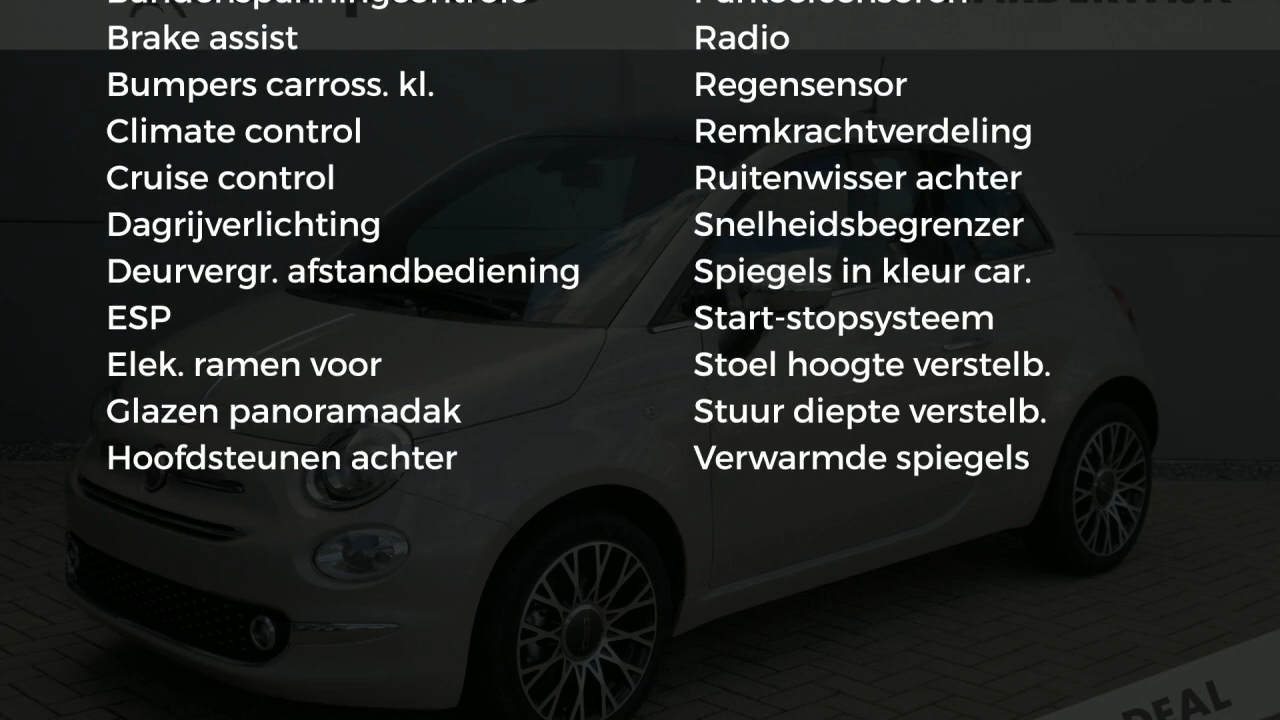 Brake assist
Bumpers carross. kl.
Climate control
Cruise control
Dagrijverlichting
Deurvergr. afstandbediening
ESP
Elek. ramen voor
Glazen panoramadak
Hoofdsteunen achter
Radio
Regensensor
Remkrachtverdeling
Ruitenwisser achter
Snelheidsbegrenzer
Spiegels in kleur car.
Start-stopsysteem
Stoel hoogte verstelb.
Stuur diepte verstelb.
Verwarmde spiegels
DEAL